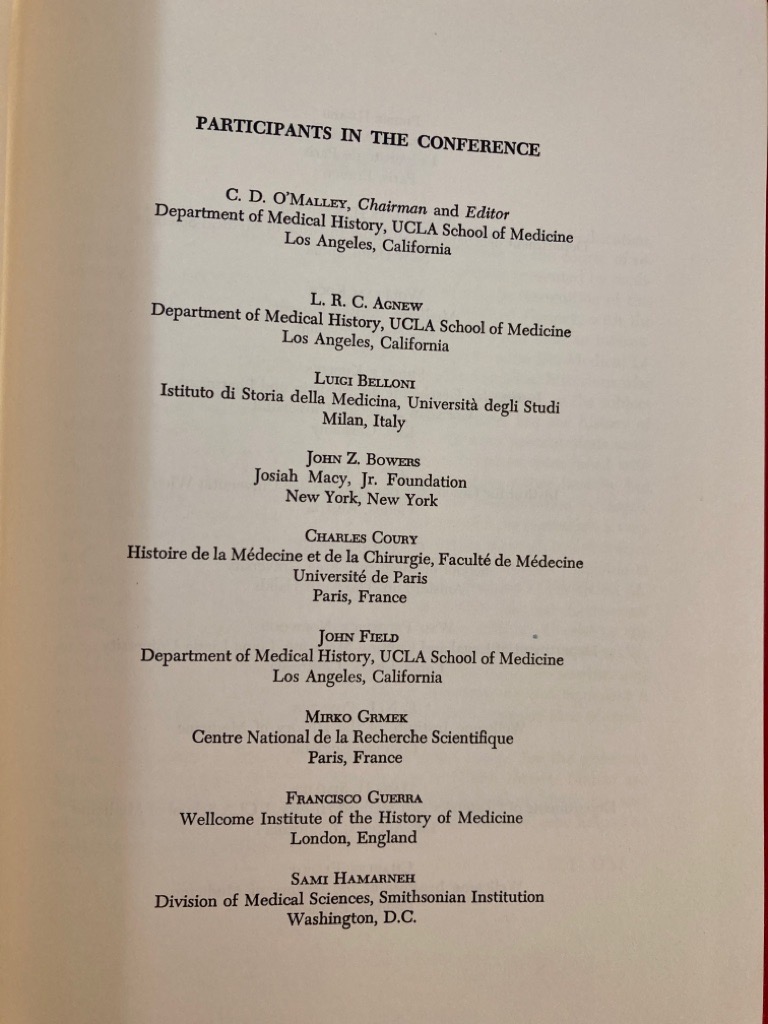 PARTICIPANTS IN THE CONFERENCE
C. D. O'MALLEY, Chairman and Editor
Department of Medical History, UCLA School of Medicine
Los Angeles, California
L. R. C. AGNEW
Department of Medical History, UCLA School of Medicine
Los Angeles, California
LUIGI BELLONI
Istituto di Storia della Medicina, Università degli Studi
Milan, Italy
JOHN Z. BOWERS
Josiah Macy, Jr. Foundation
New York, New York
CHARLES COURY
Histoire de la Médecine et de la Chirurgie, Faculté de Médecine
Université de Paris
Paris, France
JOHN FIELD
Department of Medical History, UCLA School of Medicine
Los Angeles, California
MIRKO GRMEK
Centre National de la Recherche Scientifique
Paris, France
FRANCISCO GUERRA
Wellcome Institute of the History of Medicine
London, England
SAMI HAMARNEH
Division of Medical Sciences, Smithsonian Institution
Washington, D.C.